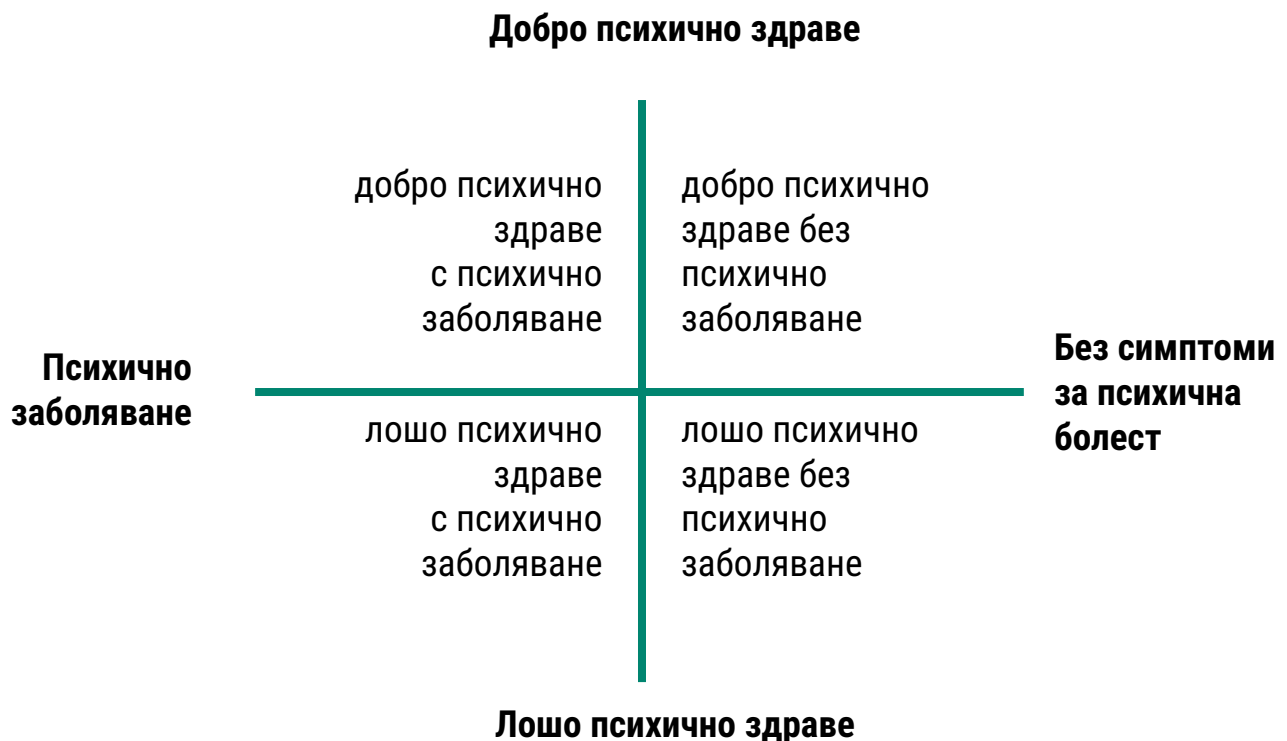 Добро психично здраве
добро психично
здраве
с психично
заболяване
добро психично
здраве без
психично
заболяване
Психично
заболяване
Без симптоми
за психична
болест
лошо психично
здраве
с психично
заболяване
лошо психично
здраве без
психично
заболяване
Лошо психично здраве